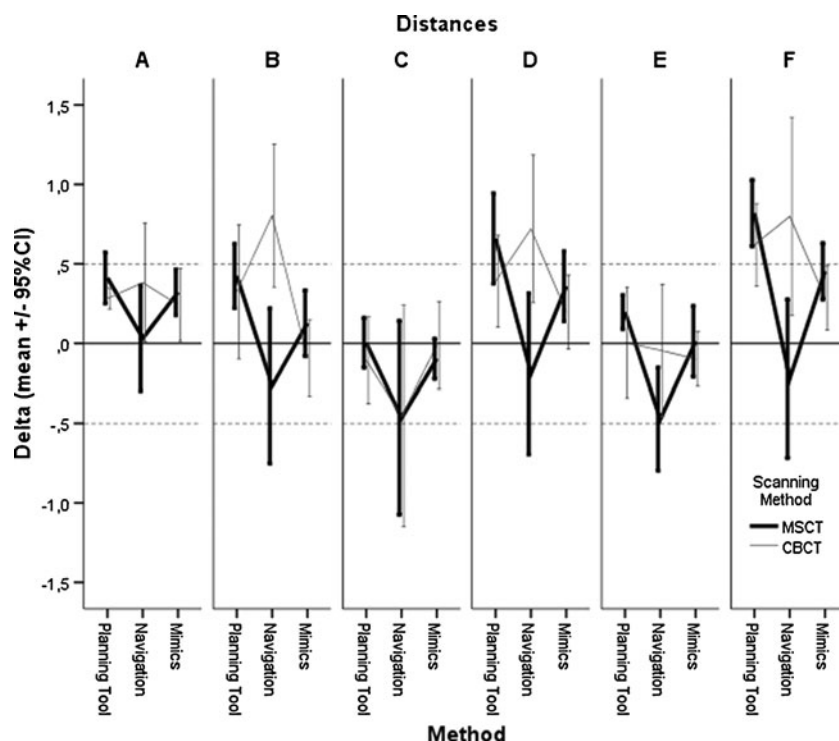 Distances
A B C D E F
Delta (mean +/- 95%CI)
1,5
1,0
,5
,0
-,5
-1,0
-1,5
Scanning
Method
MSCT
CBCT
Planning Tool
Navigation
Mimics
Planning Tool
Navigation
Mimics
Planning Tool
Navigation
Mimics
Planning Tool
Navigation
Mimics
Planning Tool
Navigation
Mimics
Planning Tool
Navigation
Mimics
Method